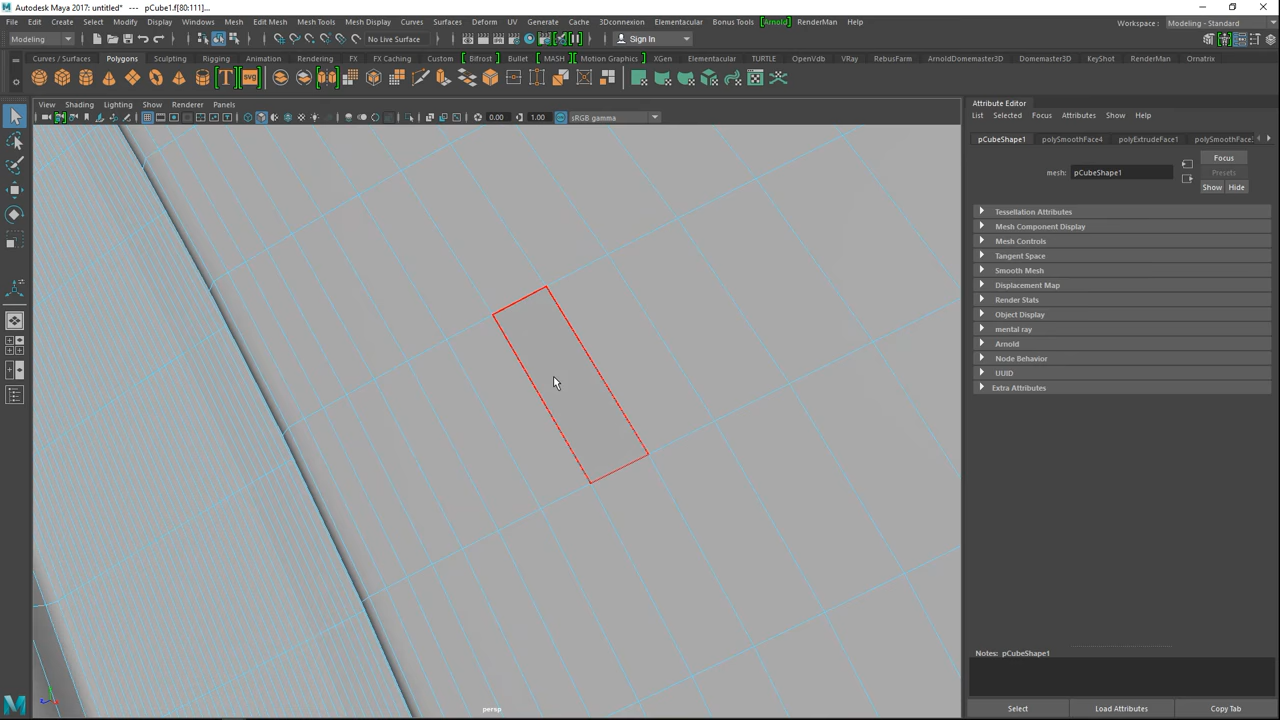 Autodesk Maya 2017: untitled* --- pCube1.f[80:111]...
File Edit Create Select Modify Display Windows Mesh Edit Mesh Mesh Tools Mesh Display Curves Surfaces Deform UV Generate Cache 3Dconnexion Elementacular Bonus Tools [Arnold] RenderMan Help
Workspace : Modeling - Standard
Modeling No Live Surface Sign In
Curves / Surfaces Polygons Sculpting Rigging Animation Rendering FX FX Caching Custom Bifrost Bullet MASH Motion Graphics XGen Elementacular TURTLE VRay RebusFarm ArnoldDomemaster3D Domemaster3D KeyShot RenderMan Ornatrix
T svg
View Shading Lighting Show Renderer Panels
0.00 1.00 sRGB gamma
persp
Attribute Editor
List Selected Focus Attributes Show Help
pCubeShape1 polySmoothFace4 polyExtrudeFace1 polySmoothFace:
mesh: pCubeShape1
Focus
Presets
Show Hide
Tessellation Attributes
Mesh Component Display
Mesh Controls
Tangent Space
Smooth Mesh
Displacement Map
Render Stats
Object Display
mental ray
Arnold
Node Behavior
UUID
Extra Attributes
Notes: pCubeShape1
Select Load Attributes Copy Tab